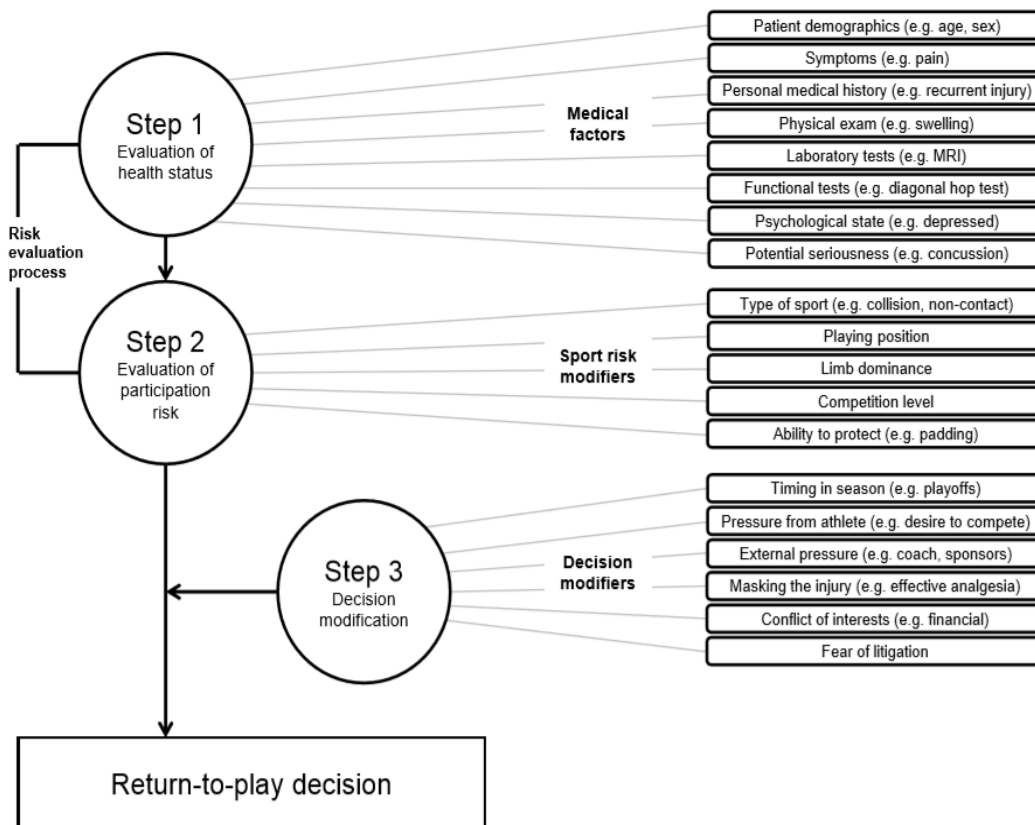 Step 1
Evaluation of
health status
Risk
evaluation
process
Medical
factors
Patient demographics (e.g. age, sex)
Symptoms (e.g. pain)
Personal medical history (e.g. recurrent injury)
Physical exam (e.g. swelling)
Laboratory tests (e.g. MRI)
Functional tests (e.g. diagonal hop test)
Psychological state (e.g. depressed)
Potential seriousness (e.g. concussion)
Step 2
Evaluation of
participation
risk
Sport risk
modifiers
Type of sport (e.g. collision, non-contact)
Playing position
Limb dominance
Competition level
Ability to protect (e.g. padding)
Step 3
Decision
modification
Decision
modifiers
Timing in season (e.g. playoffs)
Pressure from athlete (e.g. desire to compete)
External pressure (e.g. coach, sponsors)
Masking the injury (e.g. effective analgesia)
Conflict of interests (e.g. financial)
Fear of litigation
Return-to-play decision